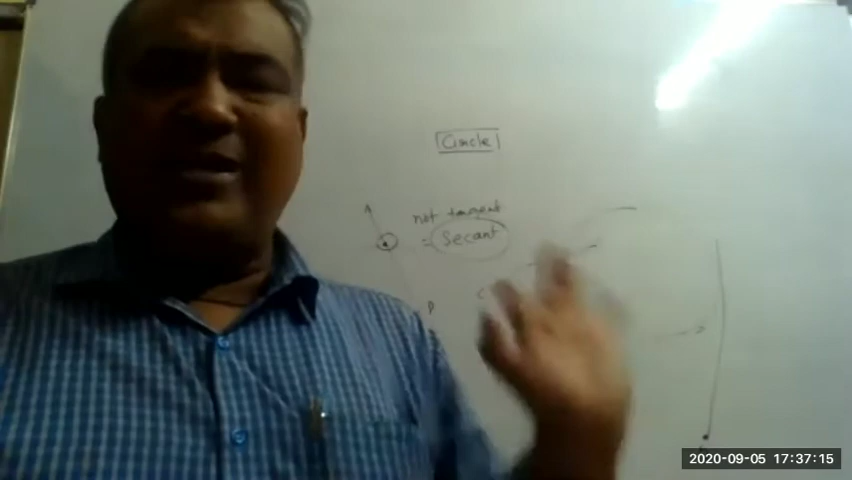 Circle
A
not tangent
= Secant
B
C
2020-09-05 17:37:15